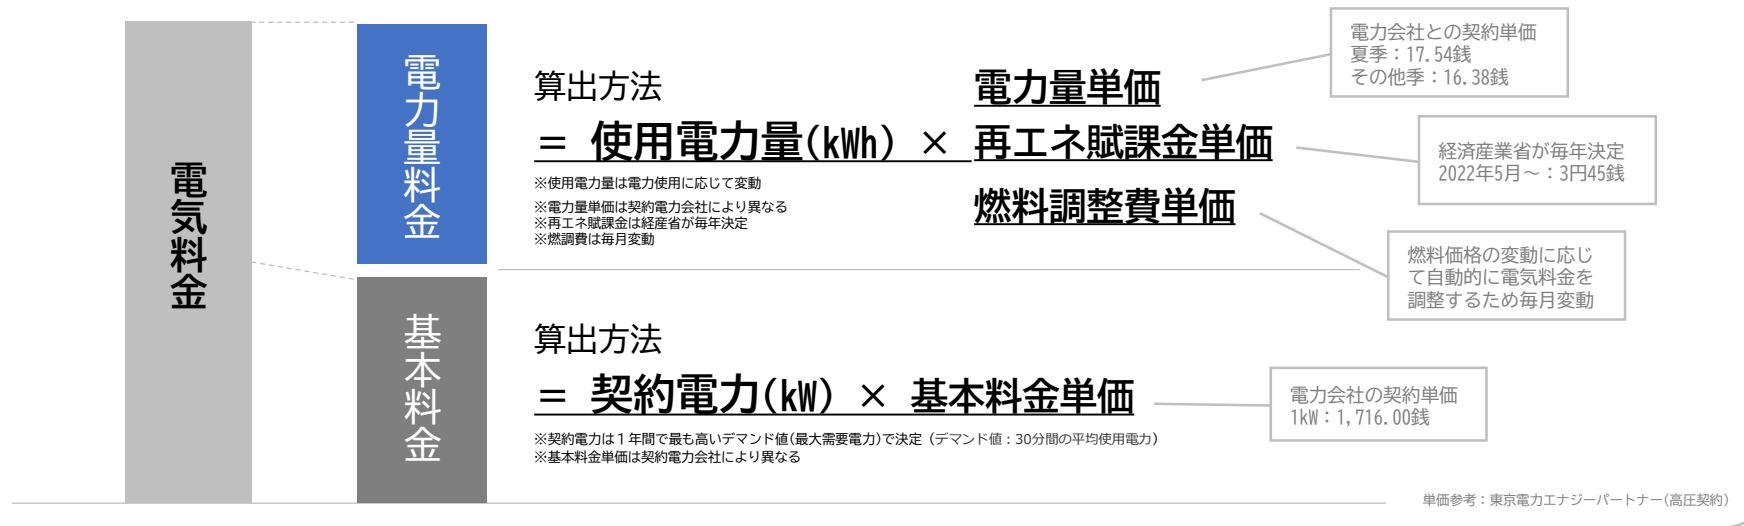 電気料金
電力量料金
算出方法
= 使用電力量(kWh) ×
電力量単価
再エネ賦課金単価
燃料調整費単価
※使用電力量は電力使用に応じて変動
※電力量単価は契約電力会社により異なる
※再エネ賦課金は経産省が毎年決定
※燃調費は毎月変動
電力会社との契約単価
夏季：17.54銭
その他季：16.38銭
経済産業省が毎年決定
2022年5月～：3円45銭
燃料価格の変動に応じ
て自動的に電気料金を
調整するため毎月変動
基本料金
算出方法
= 契約電力(kW) × 基本料金単価
※契約電力は１年間で最も高いデマンド値(最大需要電力)で決定（デマンド値：30分間の平均使用電力)
※基本料金単価は契約電力会社により異なる
電力会社の契約単価
1kW：1,716.00銭
単価参考：東京電力エナジーパートナー(高圧契約)